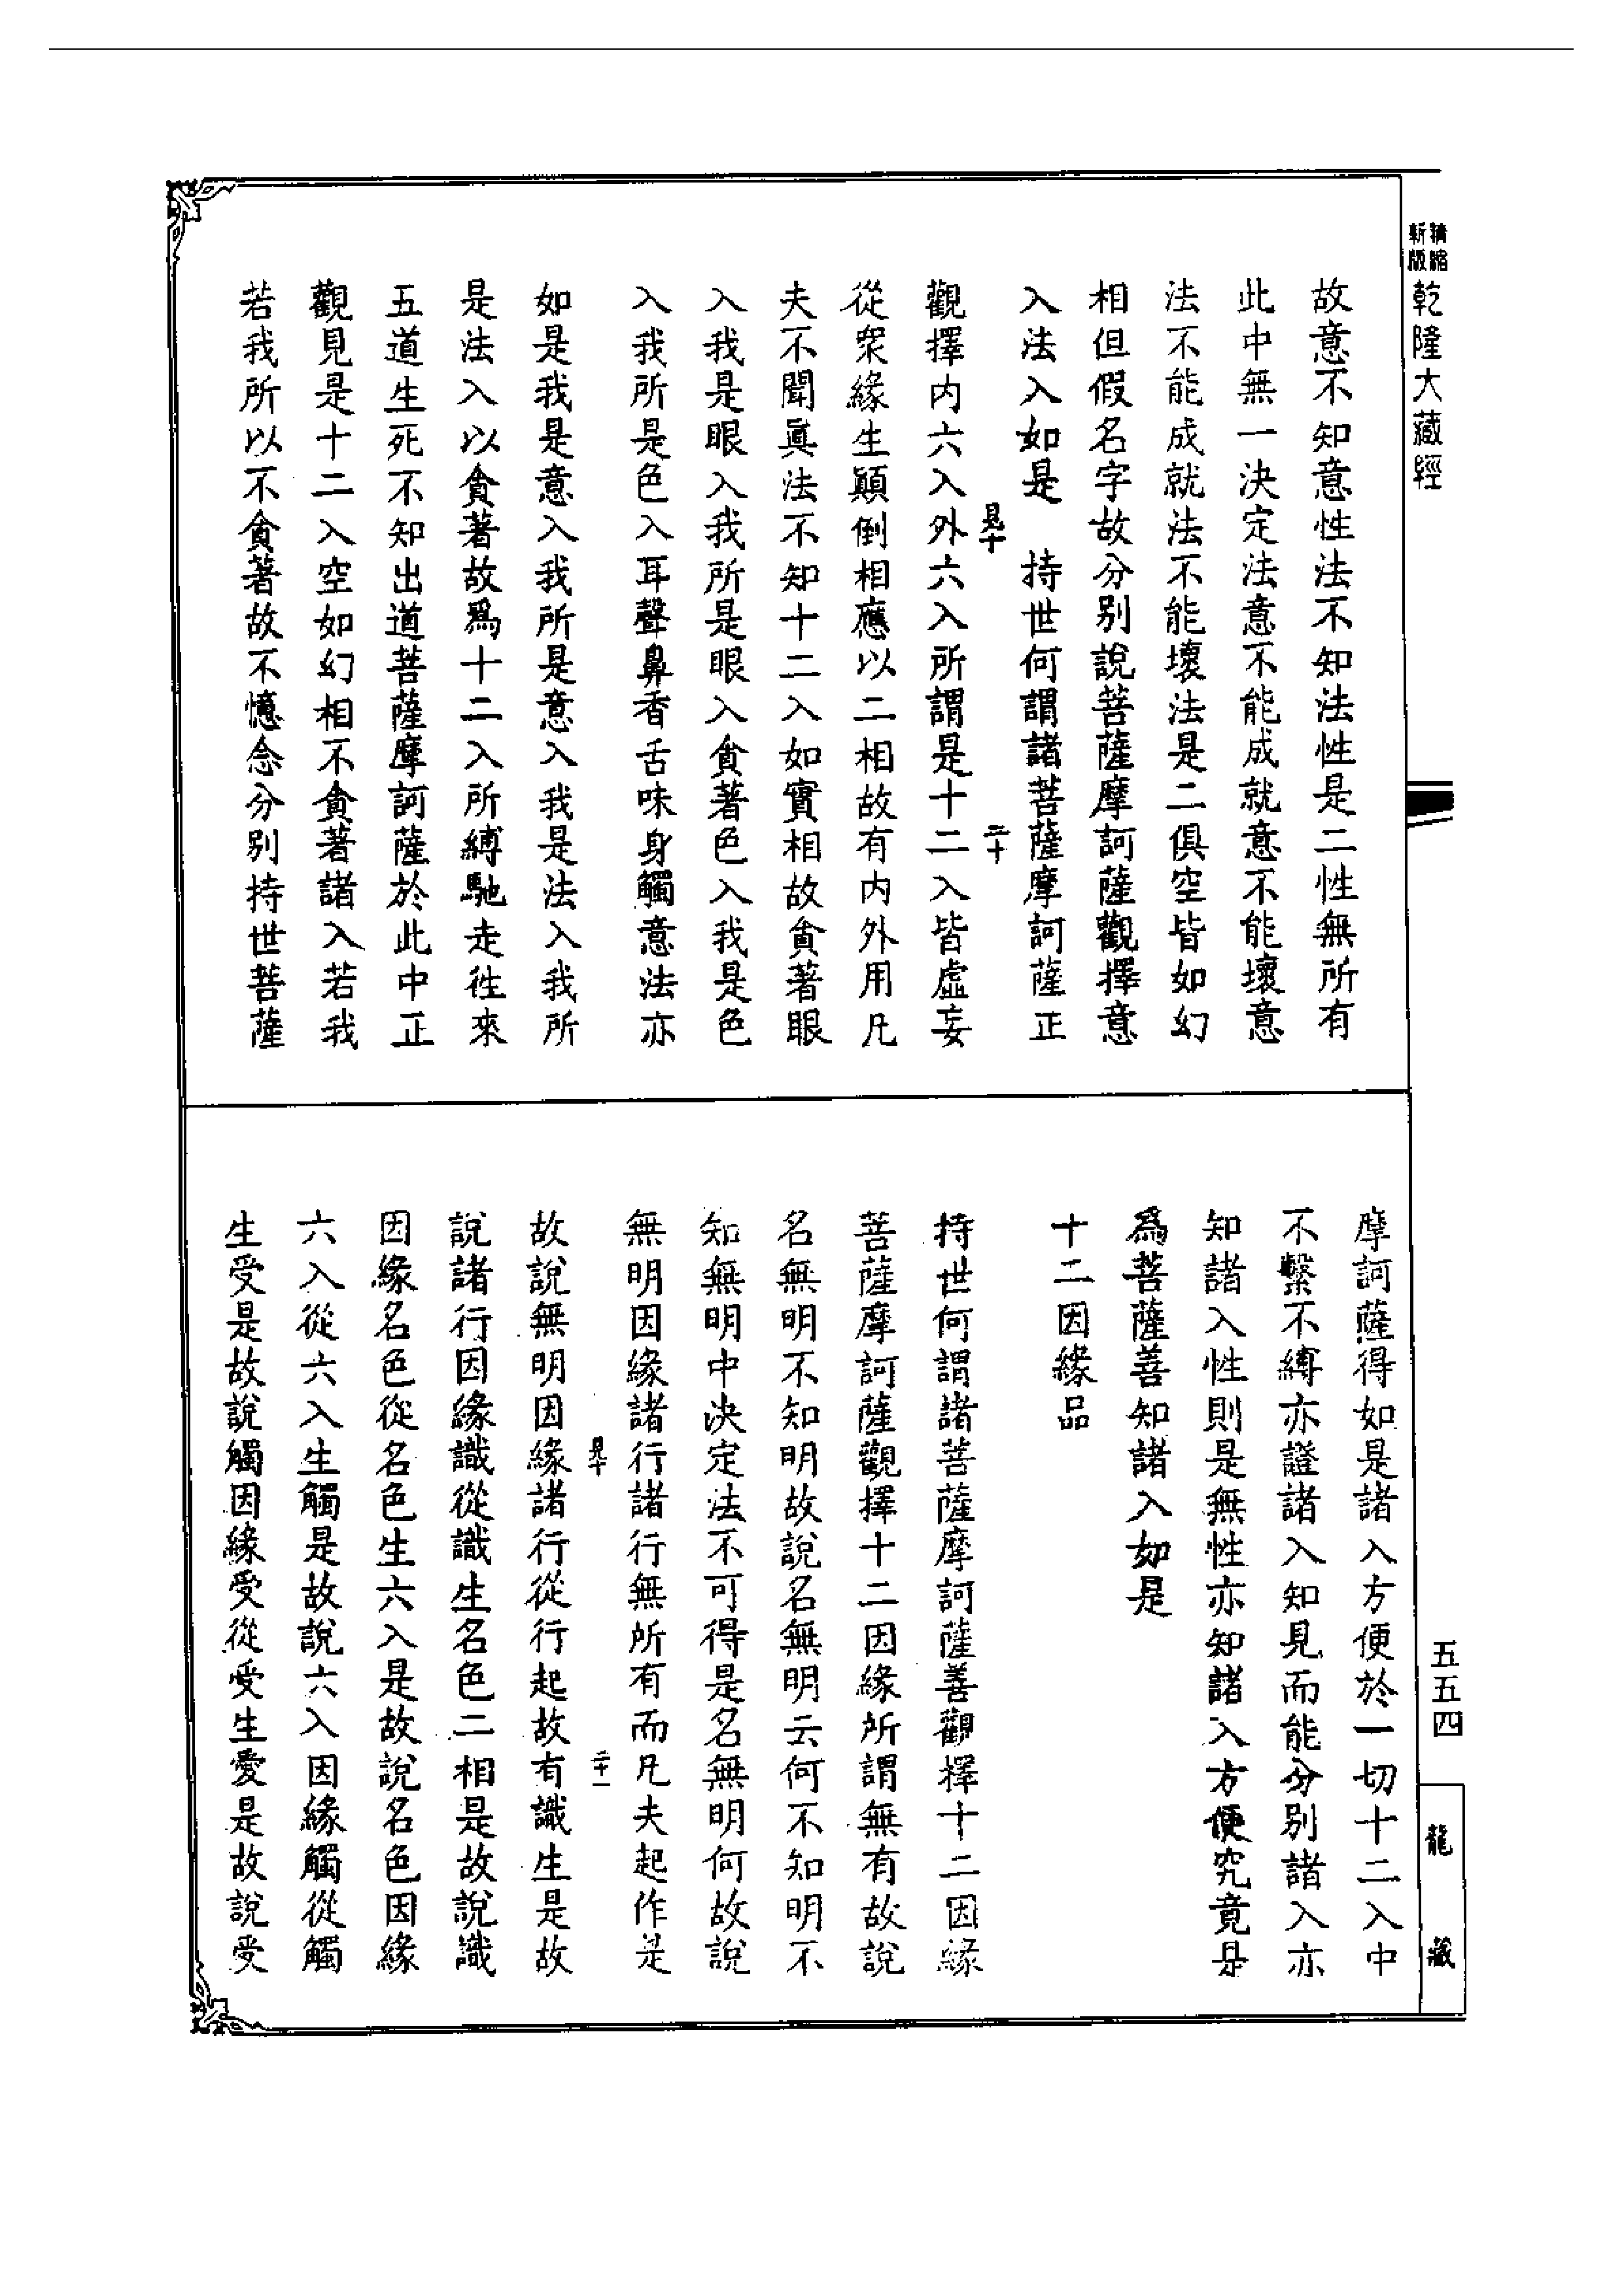 精縮
新版
乾隆大藏經
故意不知意性法不知法性是二性無所有
此中無一決定法意不能成就意不能壞意
法不能成就法不能壞法是二俱空皆如幻
相但假名字故分別說菩薩摩訶薩觀擇意
入法入如是　持世何謂諸菩薩摩訶薩正
見十
二十
觀擇内六入外六入所謂是十二入皆虛妄
從衆緣生顚倒相應以二相故有内外用凡
夫不聞眞法不知十二入如實相故貪著眼
入我是眼入我所是眼入貪著色入我是色
入我所是色入耳聲鼻香舌味身觸意法亦
如是我是意入我所是意入我是法入我所
是法入以貪著故爲十二入所縛馳走徃來
五道生死不知出道菩薩摩訶薩於此中正
觀見是十二入空如幻相不貪著諸入若我
若我所以不貪著故不憶念分別持世菩薩
摩訶薩得如是諸入方便於一切十二入中
不繫不縛亦證諸入知見而能分別諸入亦
知諸入性則是無性亦知諸入方便究竟是
爲菩薩善知諸入如是
十二因緣品
持世何謂諸菩薩摩訶薩善觀擇十二因緣
菩薩摩訶薩觀擇十二因緣所謂無有故說
名無明不知明故說名無明云何不知明不
知無明中決定法不可得是名無明何故說
無明因緣諸行諸行無所有而凡夫起作是
見十
二十一
故說無明因緣諸行從行起故有識生是故
說諸行因緣識從識生名色二相是故說識
因緣名色從名色生六入是故說名色因緣
六入從六入生觸是故說六入因緣觸從觸
生受是故說觸因緣受從受生愛是故說受
五五四
龍
藏